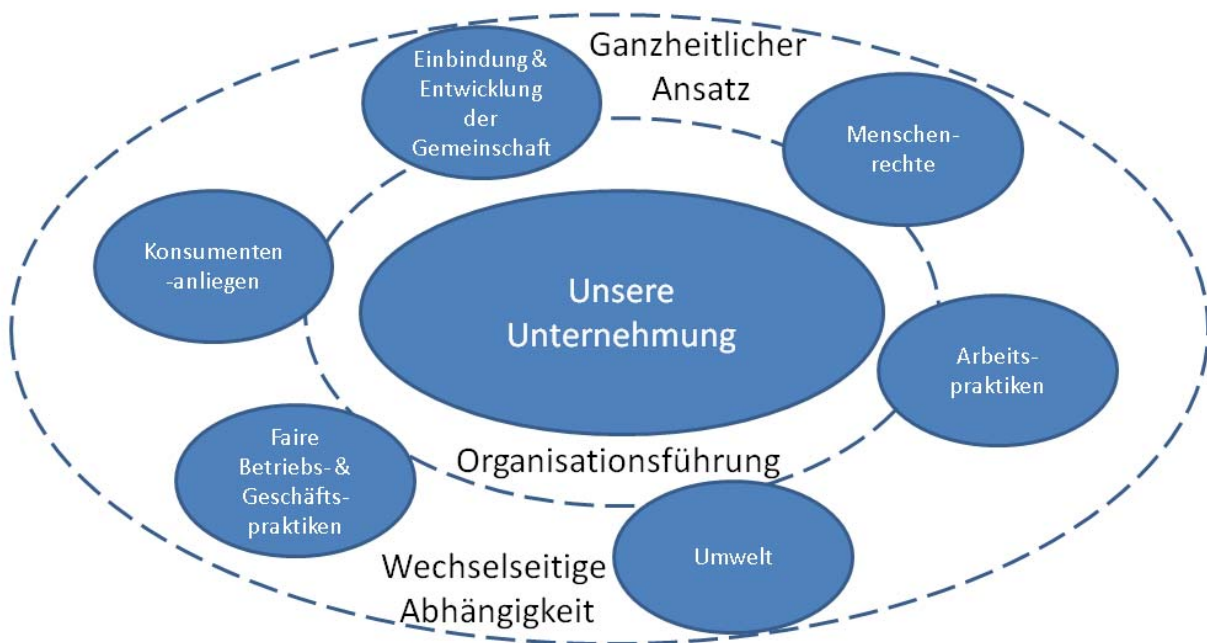 Einbindung &
Entwicklung
der
Gemeinschaft
Ganzheitlicher
Ansatz
Menschen-
rechte
Konsumenten
-anliegen
Unsere
Unternehmung
Arbeits-
praktiken
Faire
Betriebs- &
Geschäfts-
praktiken
Organisationsführung
Umwelt
Wechselseitige
Abhängigkeit